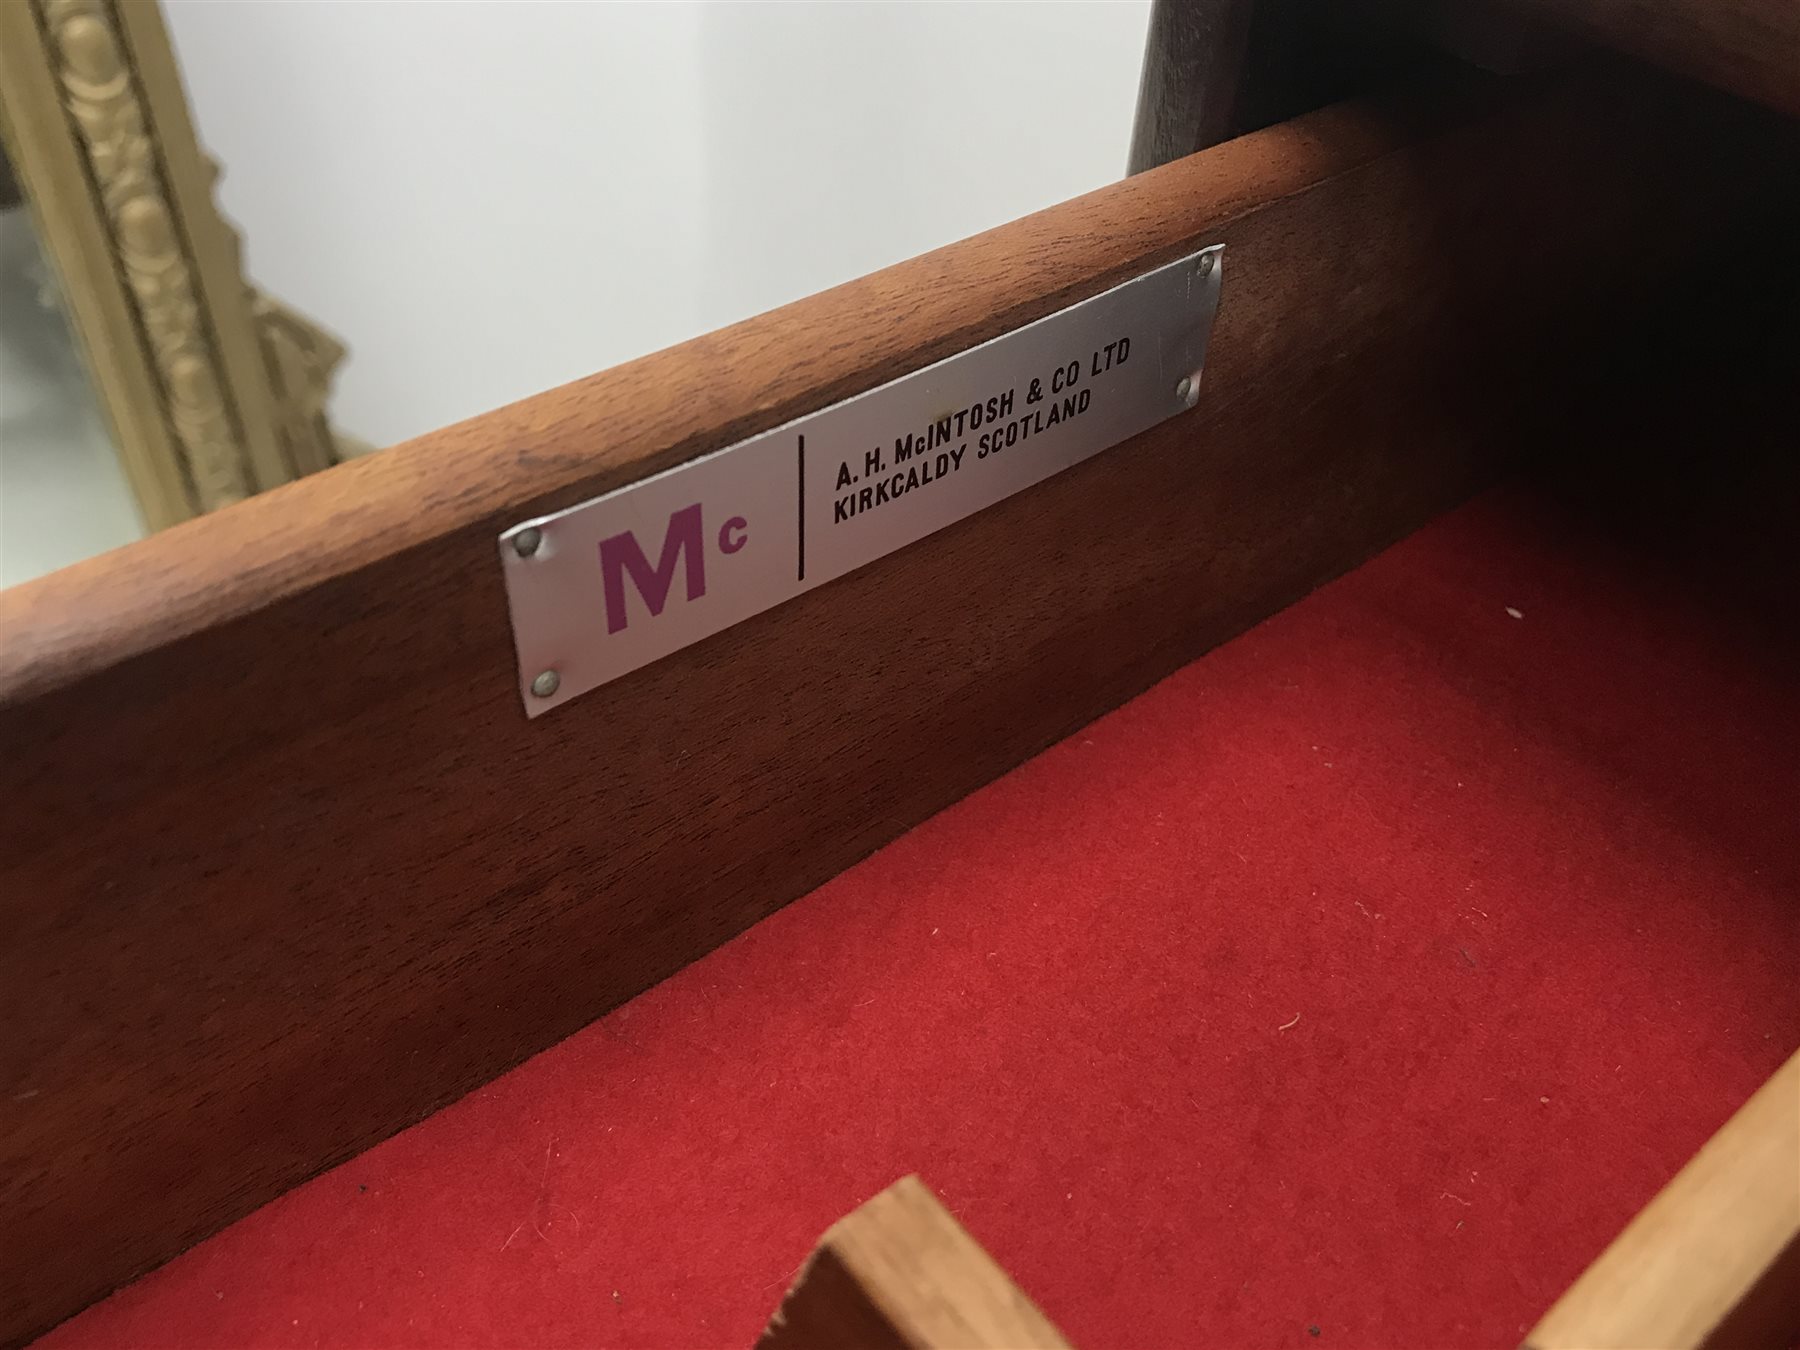 Mc
A. H. McINTOSH & CO LTD
KIRKCALDY SCOTLAND